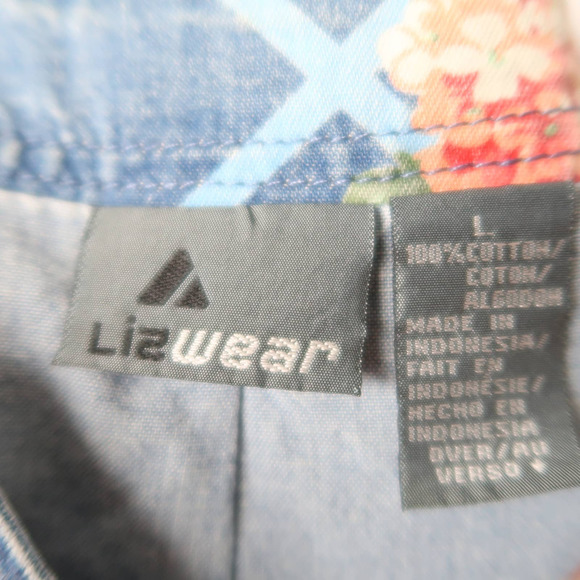 Lizwear
L
100% COTTON/
COTON/
ALGODON
MADE IN
INDONESIA/
FAIT EN
INDONÉSIE/
HECHO EN
INDONESIA
OVER/AU
VERSO